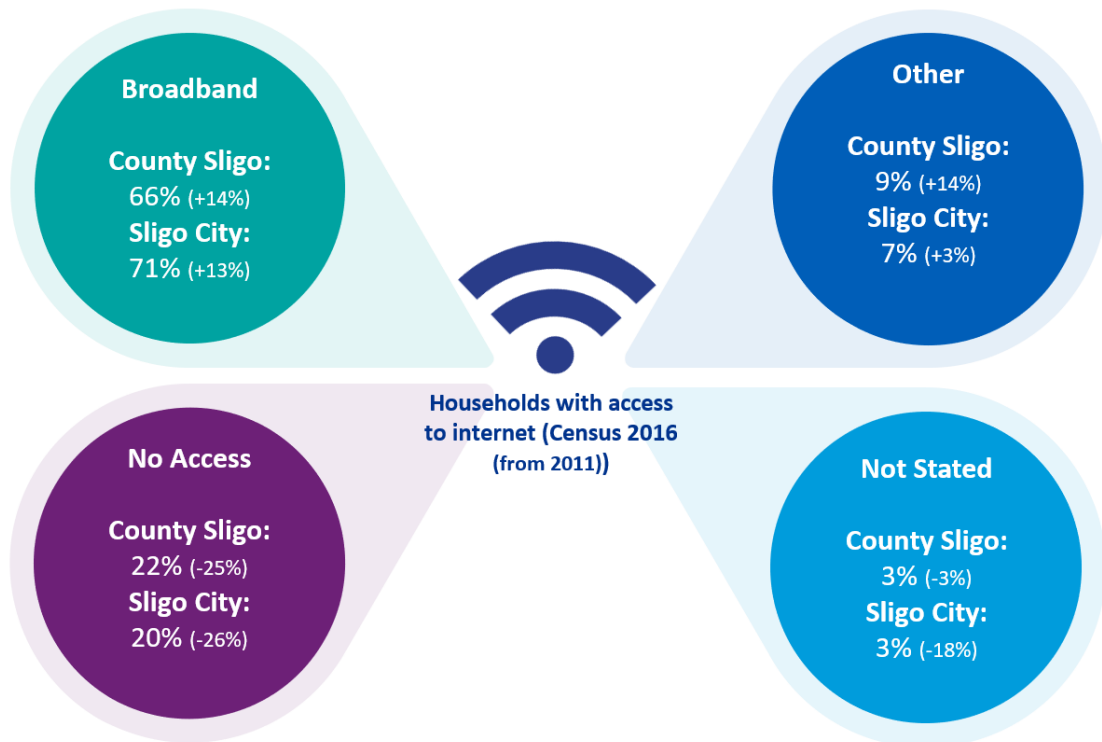 Broadband
County Sligo:
66% (+14%)
Sligo City:
71% (+13%)
Other
County Sligo:
9% (+14%)
Sligo City:
7% (+3%)
Households with access
to internet (Census 2016
(from 2011))
No Access
County Sligo:
22% (-25%)
Sligo City:
20% (-26%)
Not Stated
County Sligo:
3% (-3%)
Sligo City:
3% (-18%)